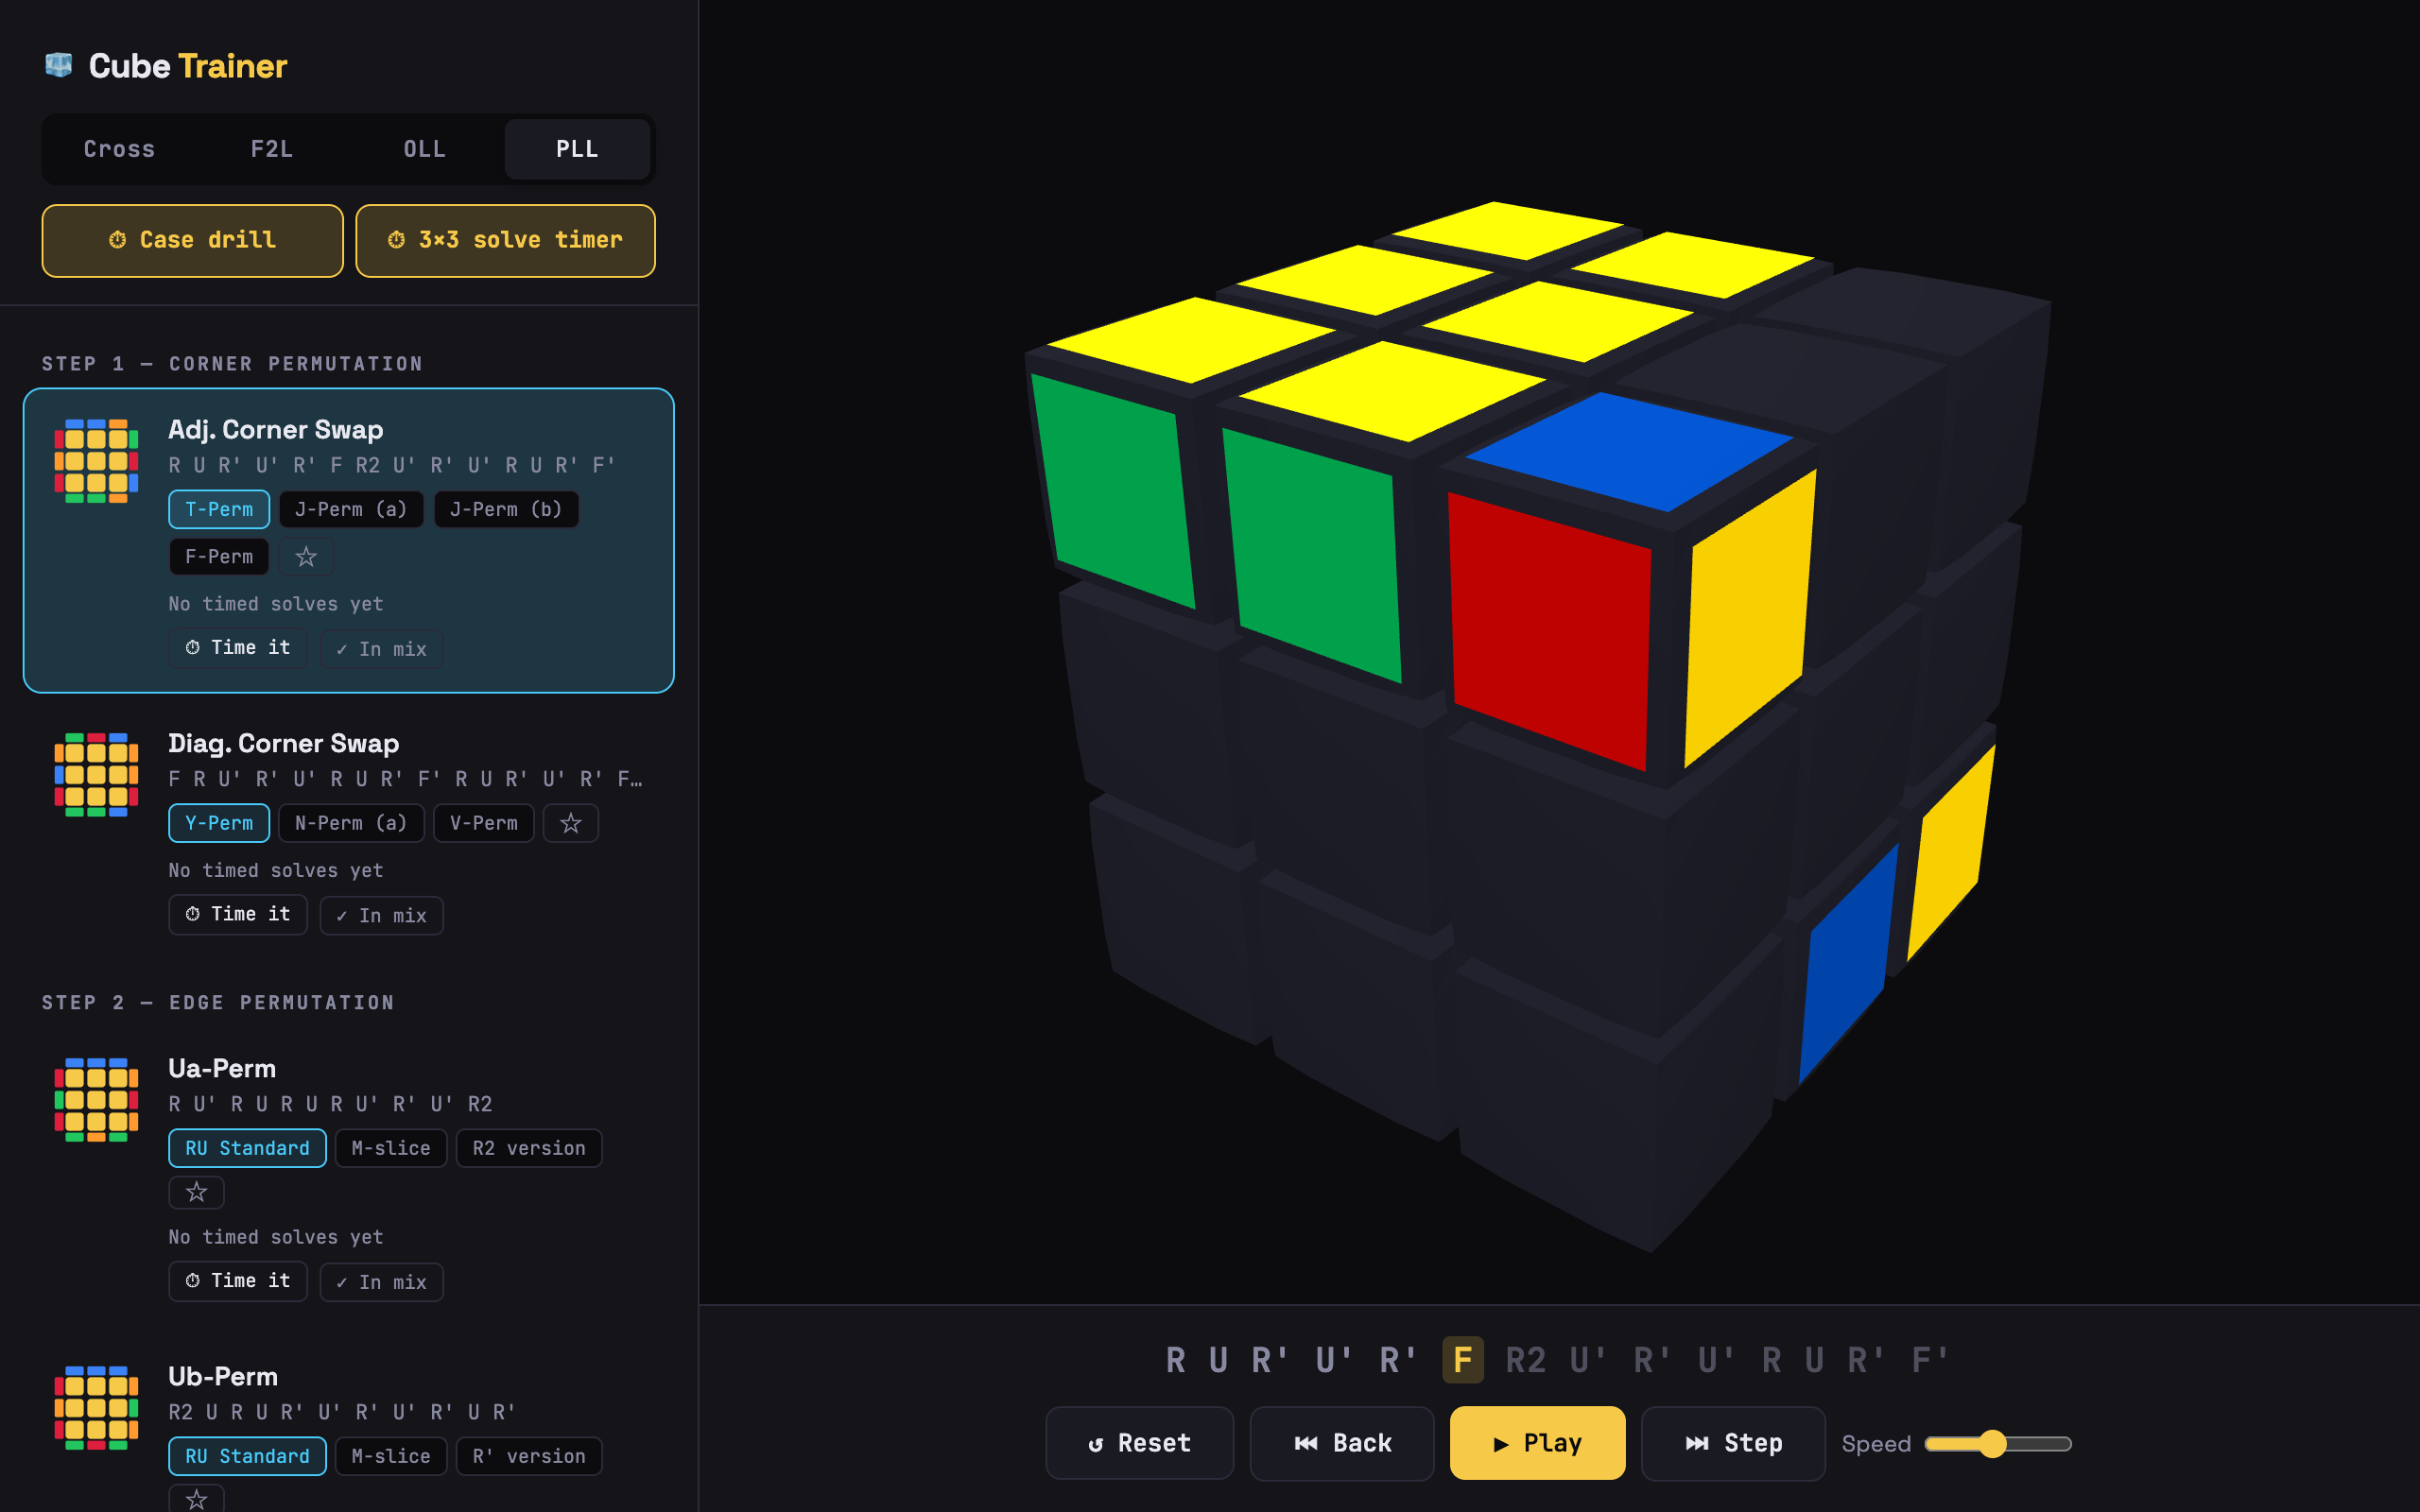 Cube Trainer
Cross F2L OLL PLL
⏱ Case drill ⏱ 3×3 solve timer
STEP 1 — CORNER PERMUTATION
Adj. Corner Swap
R U R' U' R' F R2 U' R' U' R U R' F'
T-Perm J-Perm (a) J-Perm (b)
F-Perm ☆
No timed solves yet
⏱ Time it ✓ In mix
Diag. Corner Swap
F R U' R' U' R U R' F' R U R' U' R' F…
Y-Perm N-Perm (a) V-Perm ☆
No timed solves yet
⏱ Time it ✓ In mix
STEP 2 — EDGE PERMUTATION
Ua-Perm
R U' R U R U R U' R' U' R2
RU Standard M-slice R2 version
☆
No timed solves yet
⏱ Time it ✓ In mix
Ub-Perm
R2 U R U R' U' R' U' R' U R'
RU Standard M-slice R' version
☆
R U R' U' R' F R2 U' R' U' R U R' F'
↺ Reset ⏮ Back ▶ Play ⏭ Step Speed